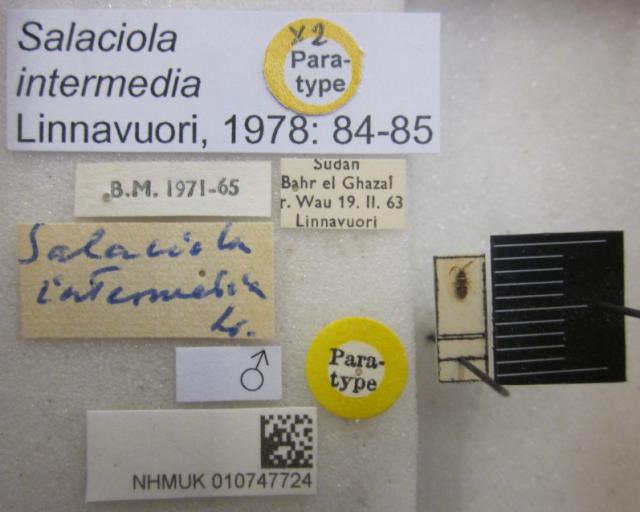 Salaciola
intermedia
Linnavuori, 1978: 84-85
x2
Para-
type
B.M. 1971-65
Sudan
Bahr el Ghazal
r. Wau 19. II. 63
Linnavuori
Salaciola
intermedia
Lv.
♂
Para-
type
NHMUK 010747724